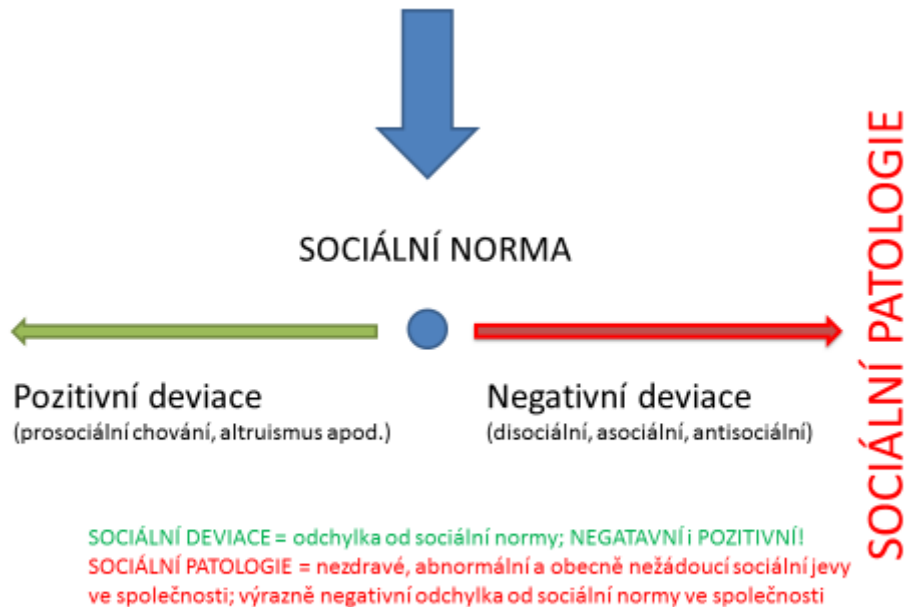 SOCIÁLNÍ NORMA
Pozitivní deviace
(prosociální chování, altruismus apod.)
Negativní deviace
(disociální, asociální, antisociální)
SOCIÁLNÍ PATOLOGIE
SOCIÁLNÍ DEVIACE = odchylka od sociální normy; NEGATAVNÍ i POZITIVNÍ!
SOCIÁLNÍ PATOLOGIE = nezdravé, abnormální a obecně nežádoucí sociální jevy
ve společnosti; výrazně negativní odchylka od sociální normy ve společnosti